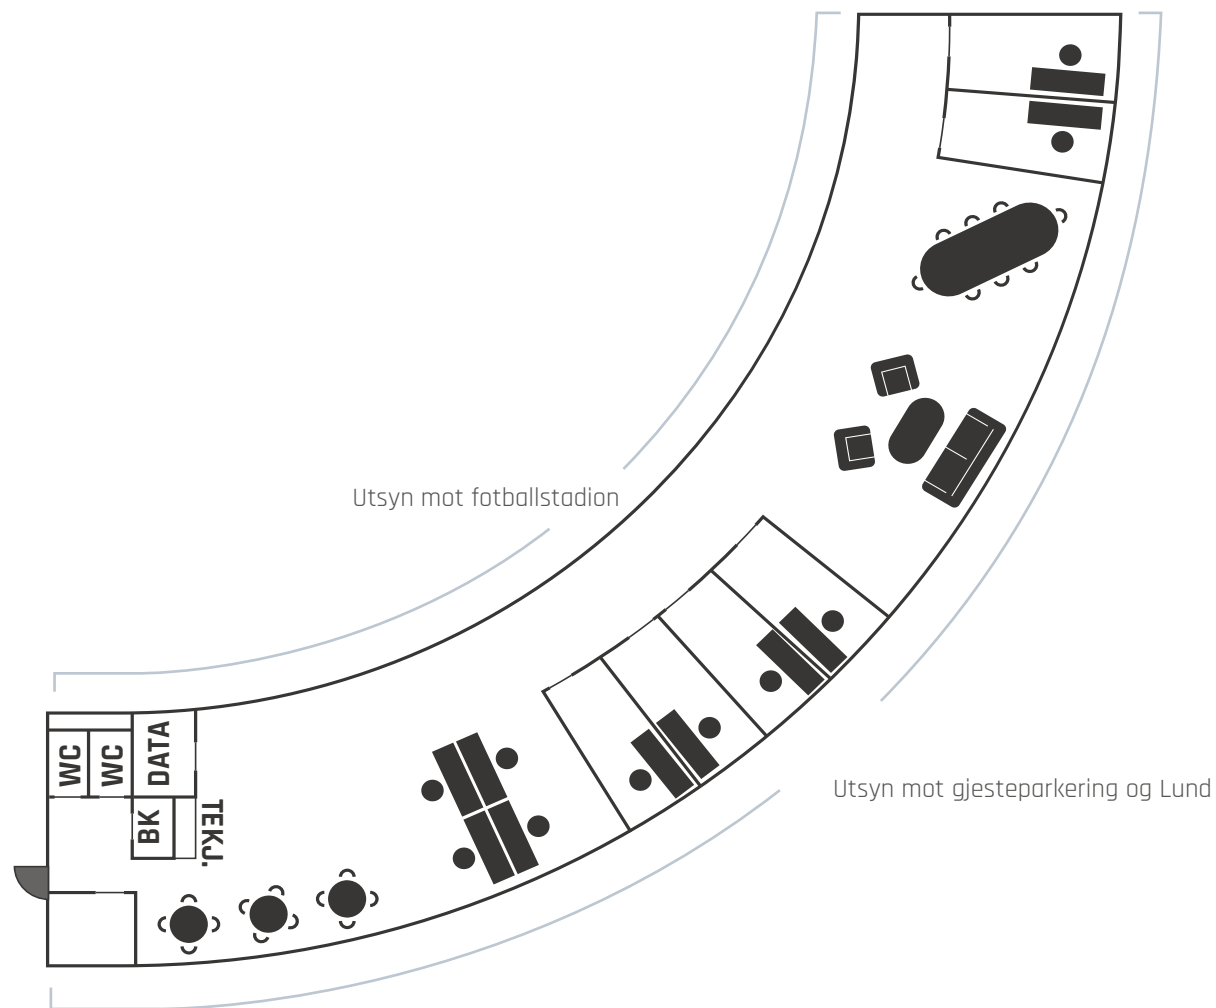 Utsyn mot fotballstadion
WC
WC
DATA
BK
TEKJ.
Utsyn mot gjesteparkering og Lund